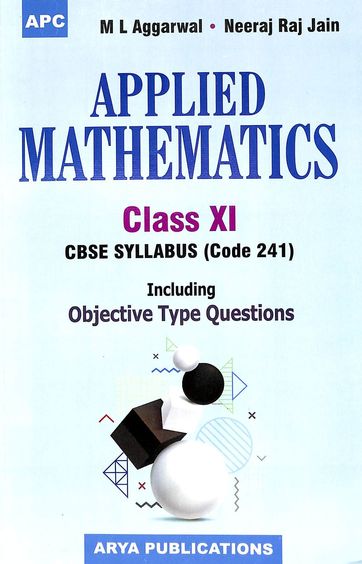 APC
M L Aggarwal • Neeraj Raj Jain
APPLIED
MATHEMATICS
Class XI
CBSE SYLLABUS (Code 241)
Including
Objective Type Questions
ARYA PUBLICATIONS